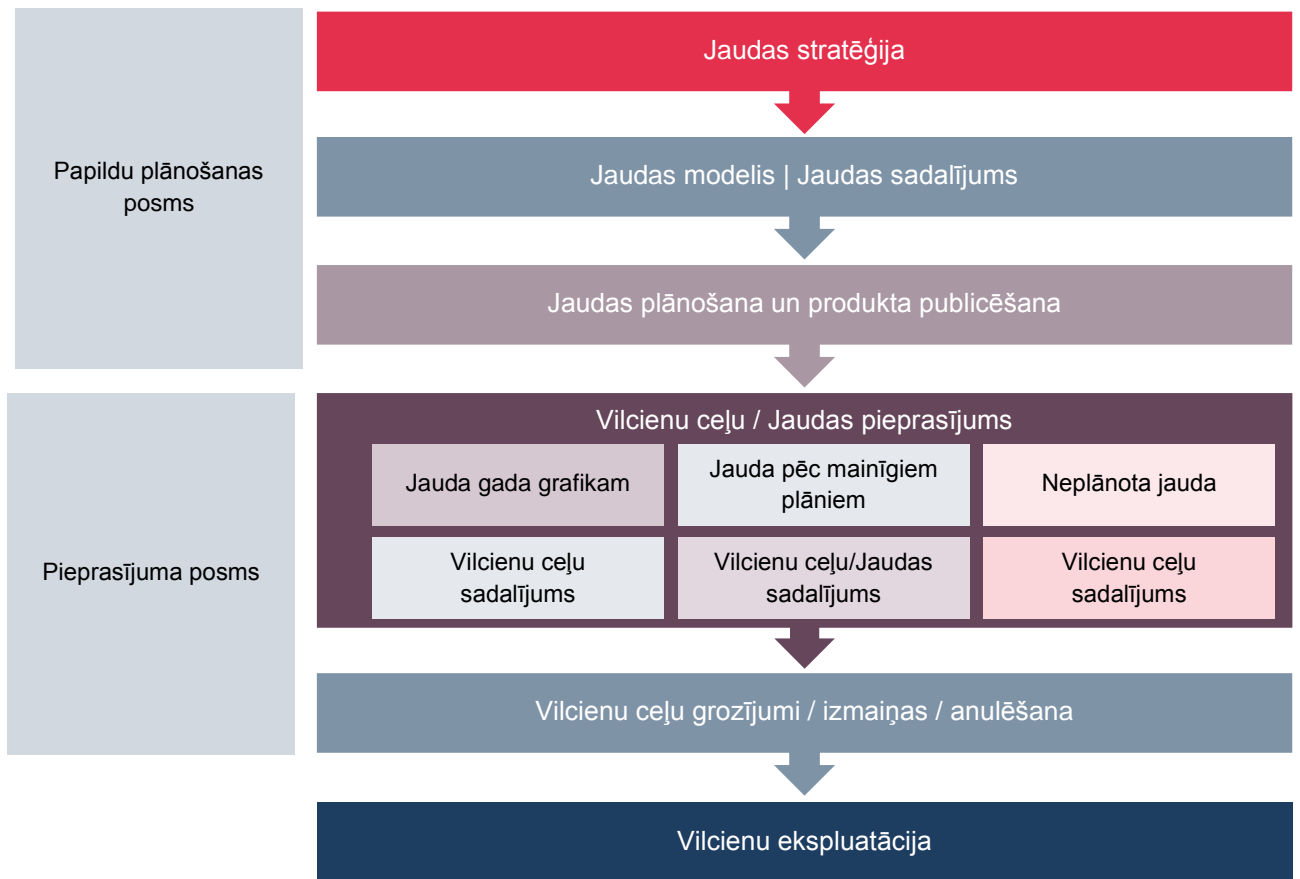 Jaudas stratēģija
Papildu plānošanas
posms
Jaudas modelis | Jaudas sadalījums
Jaudas plānošana un produkta publicēšana
Pieprasījuma posms
Vilcienu ceļu / Jaudas pieprasījums
Jauda gada grafikam
Jauda pēc mainīgiem
plāniem
Neplānota jauda
Vilcienu ceļu
sadalījums
Vilcienu ceļu/Jaudas
sadalījums
Vilcienu ceļu
sadalījums
Vilcienu ceļu grozījumi / izmaiņas / anulēšana
Vilcienu ekspluatācija